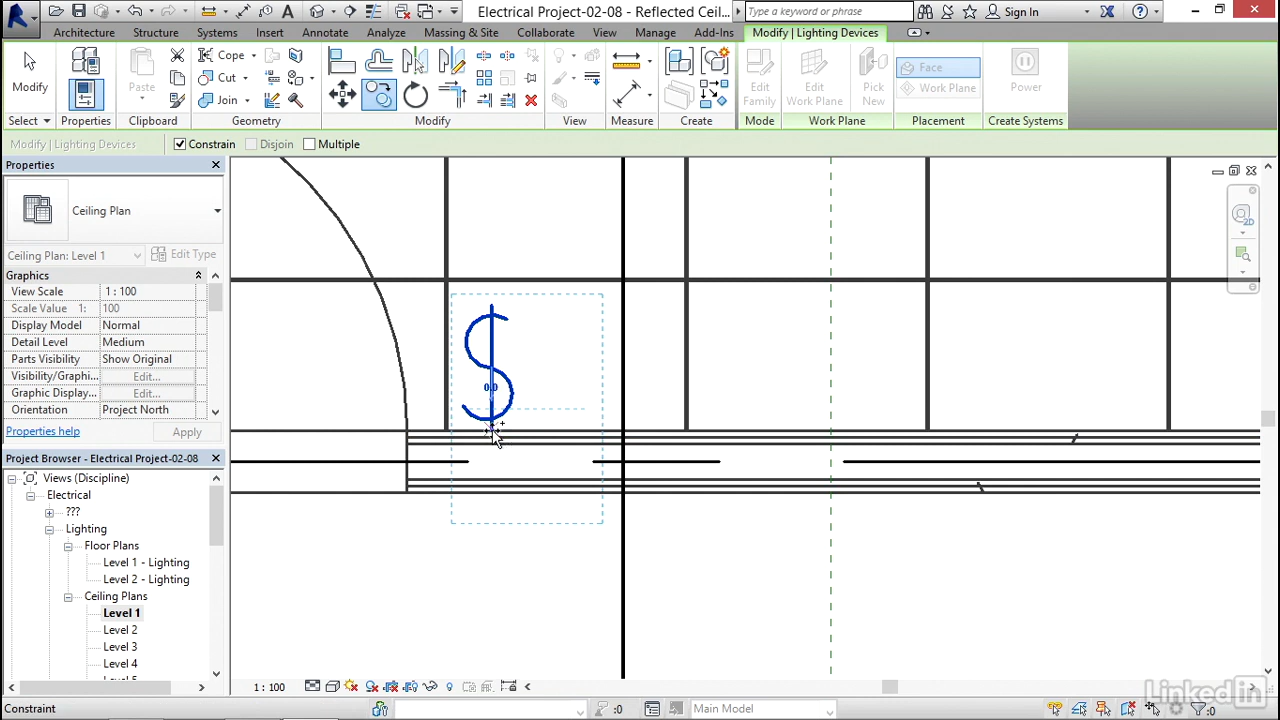 Electrical Project-02-08 - Reflected Ceil...
Type a keyword or phrase
Sign In
Architecture Structure Systems Insert Annotate Analyze Massing & Site Collaborate View Manage Add-Ins Modify | Lighting Devices
Modify
Paste
Cope
Cut
Join
Edit Family
Edit Work Plane
Pick New
Face
Work Plane
Power
Select Properties Clipboard Geometry Modify View Measure Create Mode Work Plane Placement Create Systems
Modify | Lighting Devices Constrain Disjoin Multiple
Properties
Ceiling Plan
Ceiling Plan: Level 1 Edit Type
Graphics
View Scale 1 : 100
Scale Value 1: 100
Display Model Normal
Detail Level Medium
Parts Visibility Show Original
Visibility/Graphi... Edit...
Graphic Display... Edit...
Orientation Project North
Properties help Apply
Project Browser - Electrical Project-02-08
Views (Discipline)
Electrical
???
Lighting
Floor Plans
Level 1 - Lighting
Level 2 - Lighting
Ceiling Plans
Level 1
Level 2
Level 3
Level 4
$
0.0
1 : 100
Constraint
:0
Main Model
:0
LinkedIn